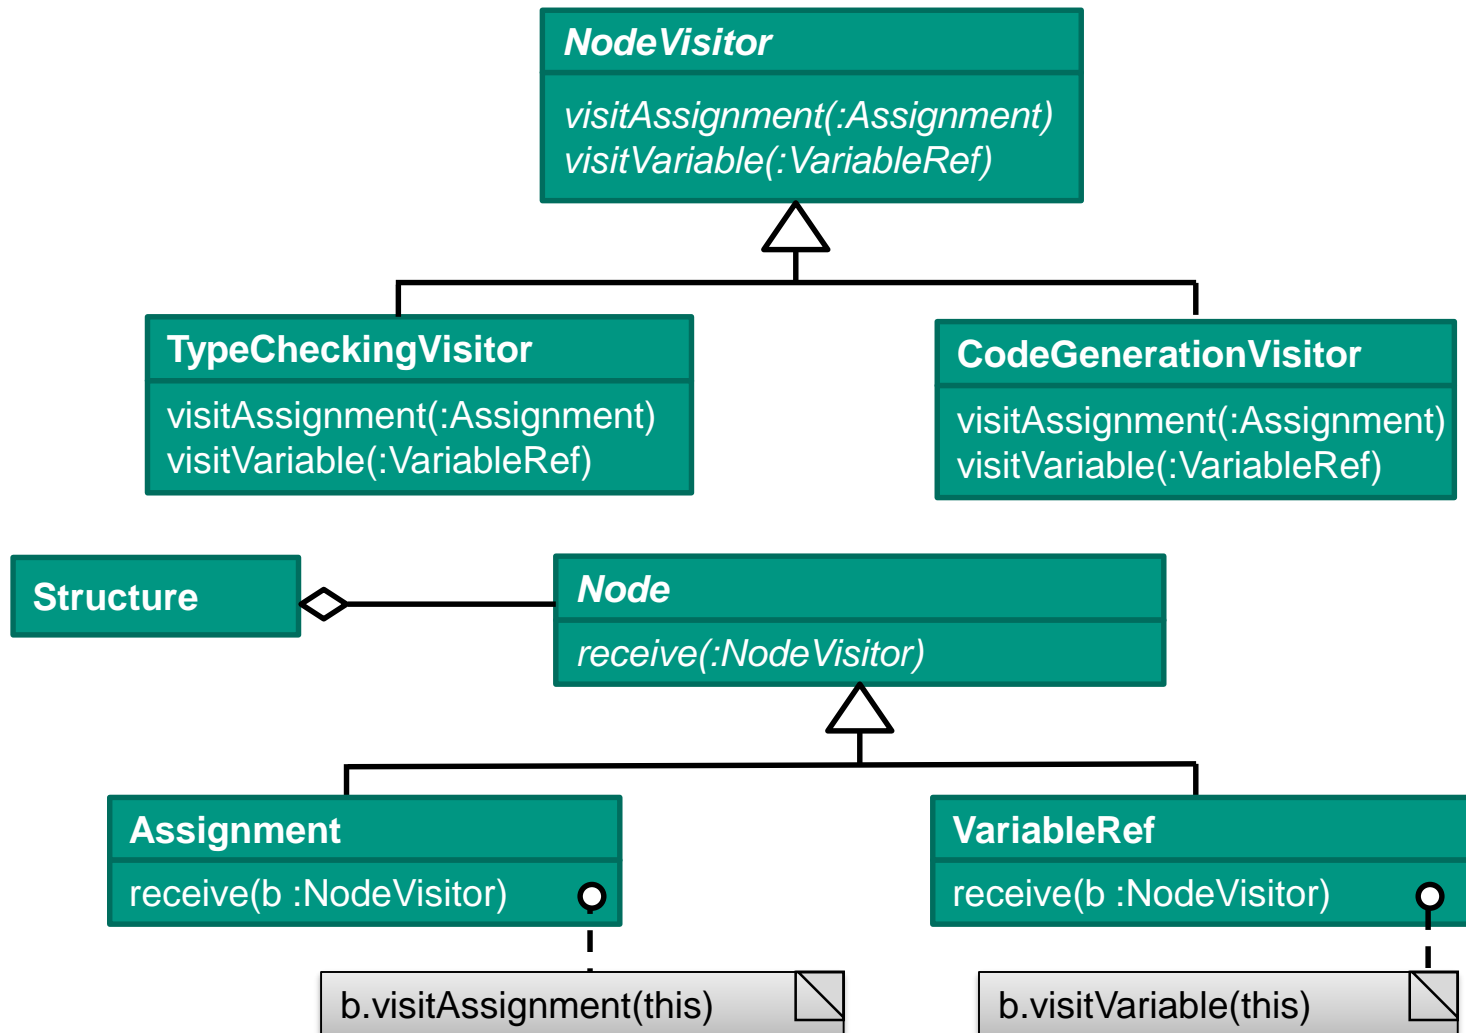 NodeVisitor
visitAssignment(:Assignment)
visitVariable(:VariableRef)
TypeCheckingVisitor
visitAssignment(:Assignment)
visitVariable(:VariableRef)
CodeGenerationVisitor
visitAssignment(:Assignment)
visitVariable(:VariableRef)
Structure
Node
receive(:NodeVisitor)
Assignment
receive(b :NodeVisitor)
VariableRef
receive(b :NodeVisitor)
b.visitAssignment(this)
b.visitVariable(this)